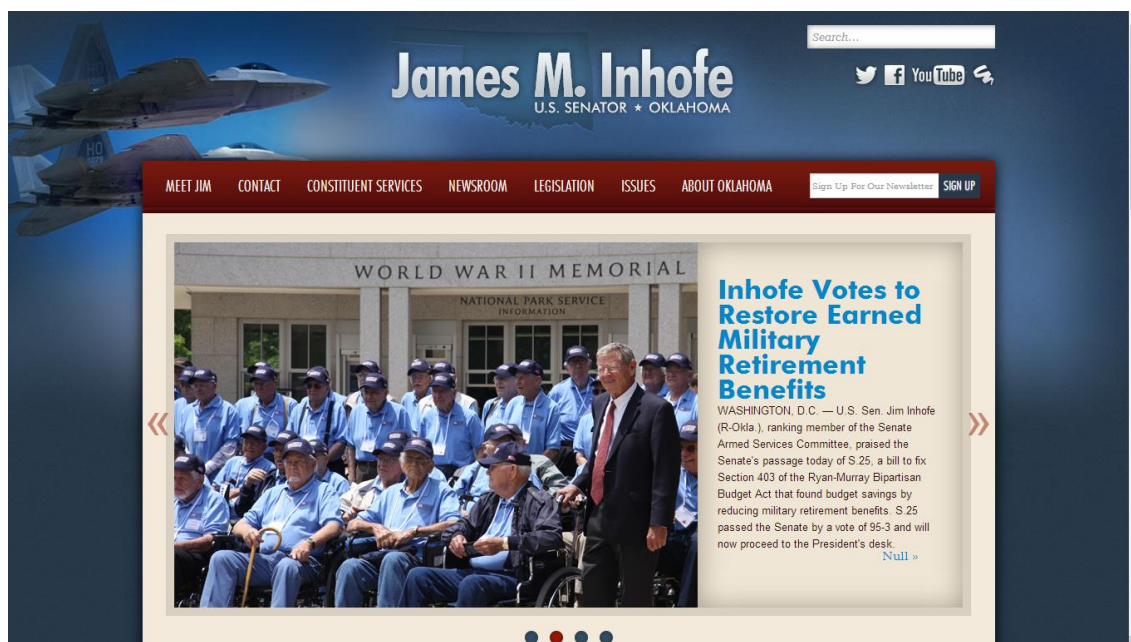 Search...
James M. Inhofe
U.S. SENATOR ★ OKLAHOMA
You Tube
HO
MEET JIM CONTACT CONSTITUENT SERVICES NEWSROOM LEGISLATION ISSUES ABOUT OKLAHOMA Sign Up For Our Newsletter SIGN UP
WORLD WAR II MEMORIAL
NATIONAL PARK SERVICE
INFORMATION
Inhofe Votes to
Restore Earned
Military
Retirement
Benefits
WASHINGTON, D.C. — U.S. Sen. Jim Inhofe
(R-Okla.), ranking member of the Senate
Armed Services Committee, praised the
Senate's passage today of S.25, a bill to fix
Section 403 of the Ryan-Murray Bipartisan
Budget Act that found budget savings by
reducing military retirement benefits. S.25
passed the Senate by a vote of 95-3 and will
now proceed to the President's desk.
Null »